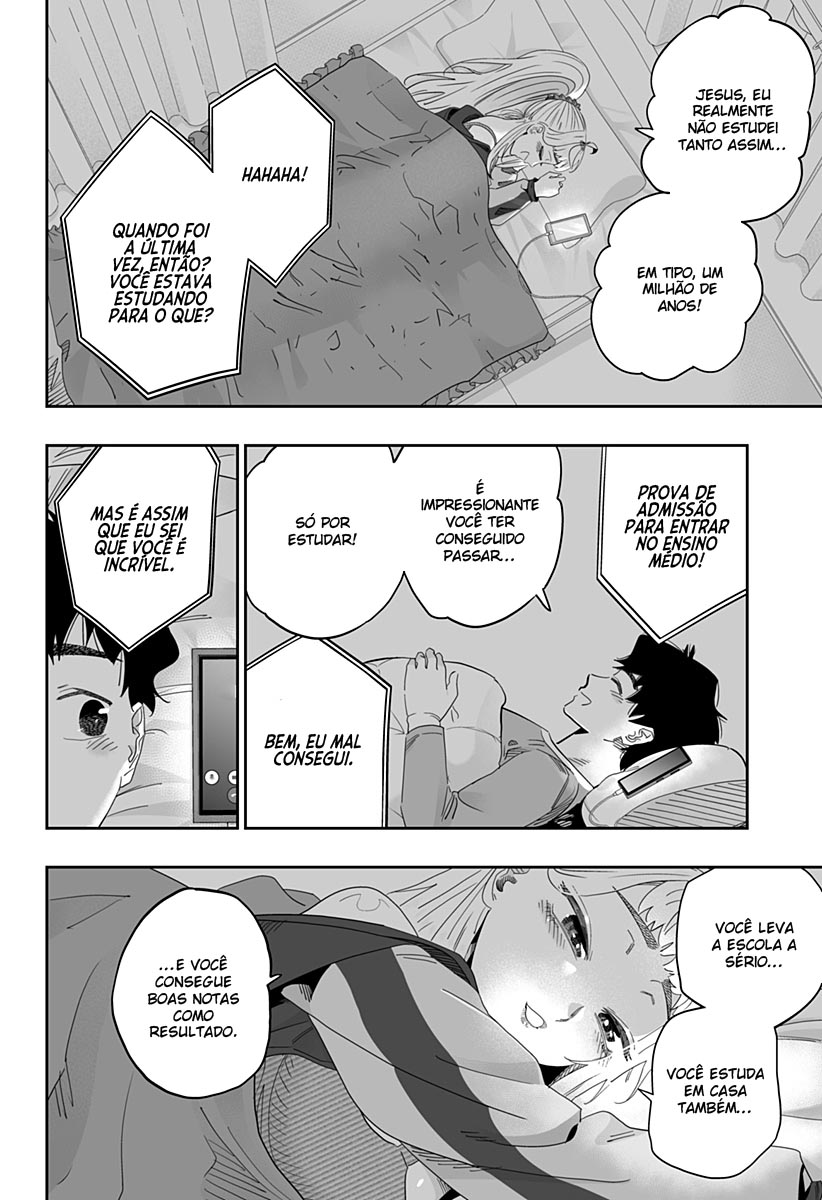 JESUS, EU
REALMENTE
NÃO ESTUDEI
TANTO ASSIM...
EM TIPO, UM
MILHÃO DE
ANOS!
HAHAHA!
QUANDO FOI
A ÚLTIMA
VEZ, ENTÃO?
VOCÊ ESTAVA
ESTUDANDO
PARA O QUE?
PROVA DE
ADMISSÃO
PARA ENTRAR
NO ENSINO
MÉDIO!
É
IMPRESSIONANTE
VOCÊ TER
CONSEGUIDO
PASSAR...
SÓ POR
ESTUDAR!
BEM, EU MAL
CONSEGUI.
MAS É ASSIM
QUE EU SEI
QUE VOCÊ É
INCRÍVEL.
VOCÊ LEVA
A ESCOLA A
SÉRIO...
VOCÊ ESTUDA
EM CASA
TAMBÉM...
...E VOCÊ
CONSEGUE
BOAS NOTAS
COMO
RESULTADO.